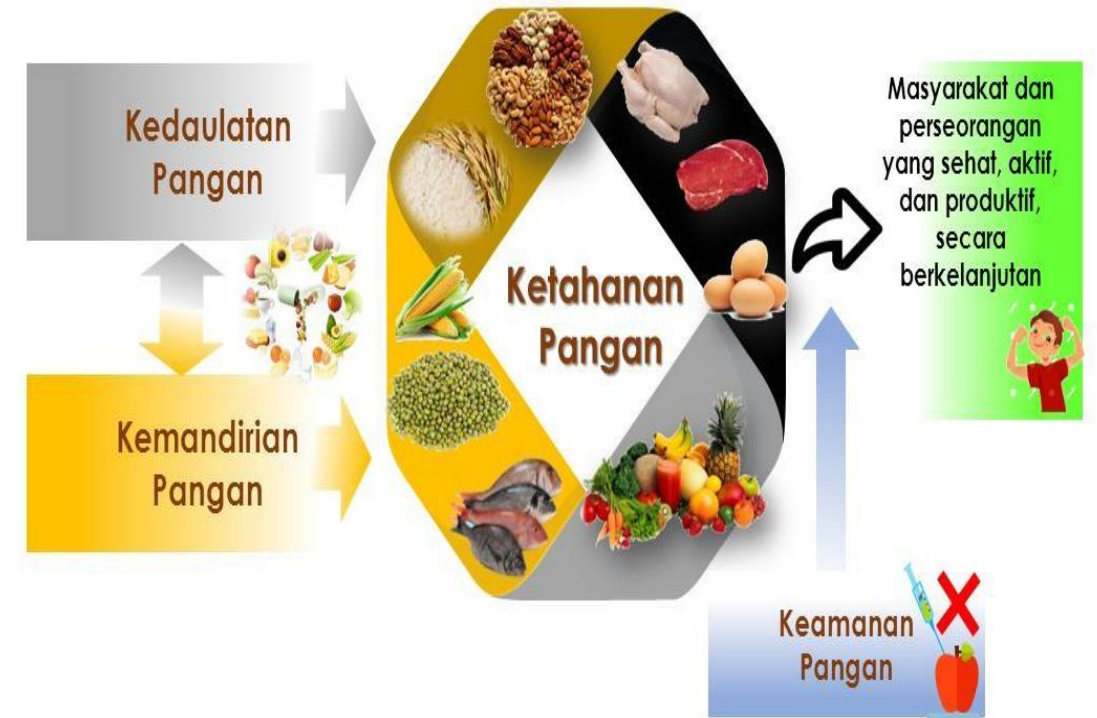 Kedaulatan
Pangan
Kemandirian
Pangan
Ketahanan
Pangan
Masyarakat dan
perseorangan
yang sehat, aktif,
dan produktif,
secara
berkelanjutan
Keamanan
Pangan